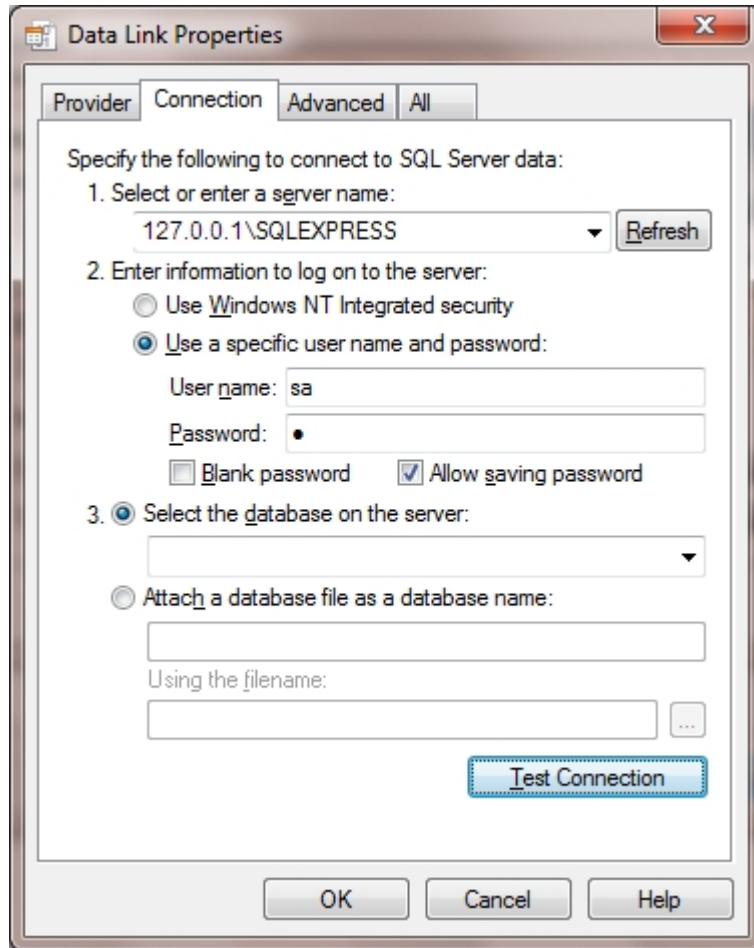 Data Link Properties
Provider Connection Advanced All
Specify the following to connect to SQL Server data:
1. Select or enter a server name:
127.0.0.1\SQLEXPRESS Refresh
2. Enter information to log on to the server:
Use Windows NT Integrated security
Use a specific user name and password:
User name: sa
Password: ●
Blank password Allow saving password
3. Select the database on the server:
Attach a database file as a database name:
Using the filename:
...
Test Connection
OK Cancel Help